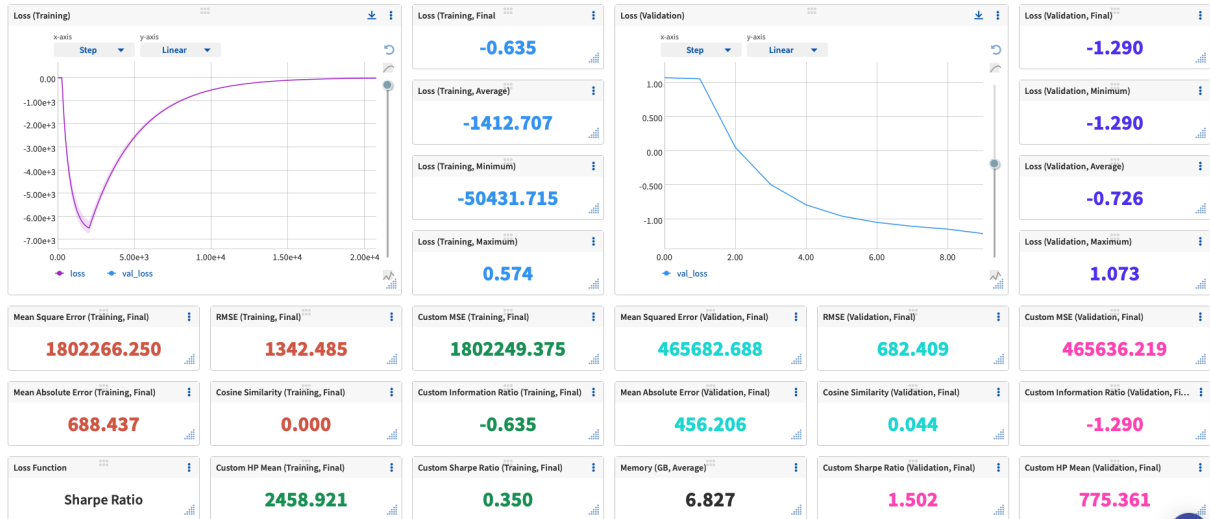 Loss (Training)
x-axis
y-axis
Step
Linear
0.00
-1.00e+3
-2.00e+3
-3.00e+3
-4.00e+3
-5.00e+3
-6.00e+3
-7.00e+3
0.00
5.00e+3
1.00e+4
1.50e+4
2.00e+4
loss
val_loss
Loss (Training, Final
-0.635
Loss (Training, Average)
-1412.707
Loss (Training, Minimum)
-50431.715
Loss (Training, Maximum)
0.574
Loss (Validation)
x-axis
y-axis
Step
Linear
1.00
0.500
0.00
-0.500
-1.00
0.00
2.00
4.00
6.00
8.00
val_loss
Loss (Validation, Final)
-1.290
Loss (Validation, Minimum)
-1.290
Loss (Validation, Average)
-0.726
Loss (Validation, Maximum)
1.073
Mean Square Error (Training, Final)
1802266.250
RMSE (Training, Final)
1342.485
Custom MSE (Training, Final)
1802249.375
Mean Squared Error (Validation, Final)
465682.688
RMSE (Validation, Final)
682.409
Custom MSE (Validation, Final)
465636.219
Mean Absolute Error (Training, Final)
688.437
Cosine Similarity (Training, Final)
0.000
Custom Information Ratio (Training, Final)
-0.635
Mean Absolute Error (Validation, Final)
456.206
Cosine Similarity (Validation, Final)
0.044
Custom Information Ratio (Validation, Fi...
-1.290
Loss Function
Sharpe Ratio
Custom HP Mean (Training, Final)
2458.921
Custom Sharpe Ratio (Training, Final)
0.350
Memory (GB, Average)
6.827
Custom Sharpe Ratio (Validation, Final)
1.502
Custom HP Mean (Validation, Final)
775.361